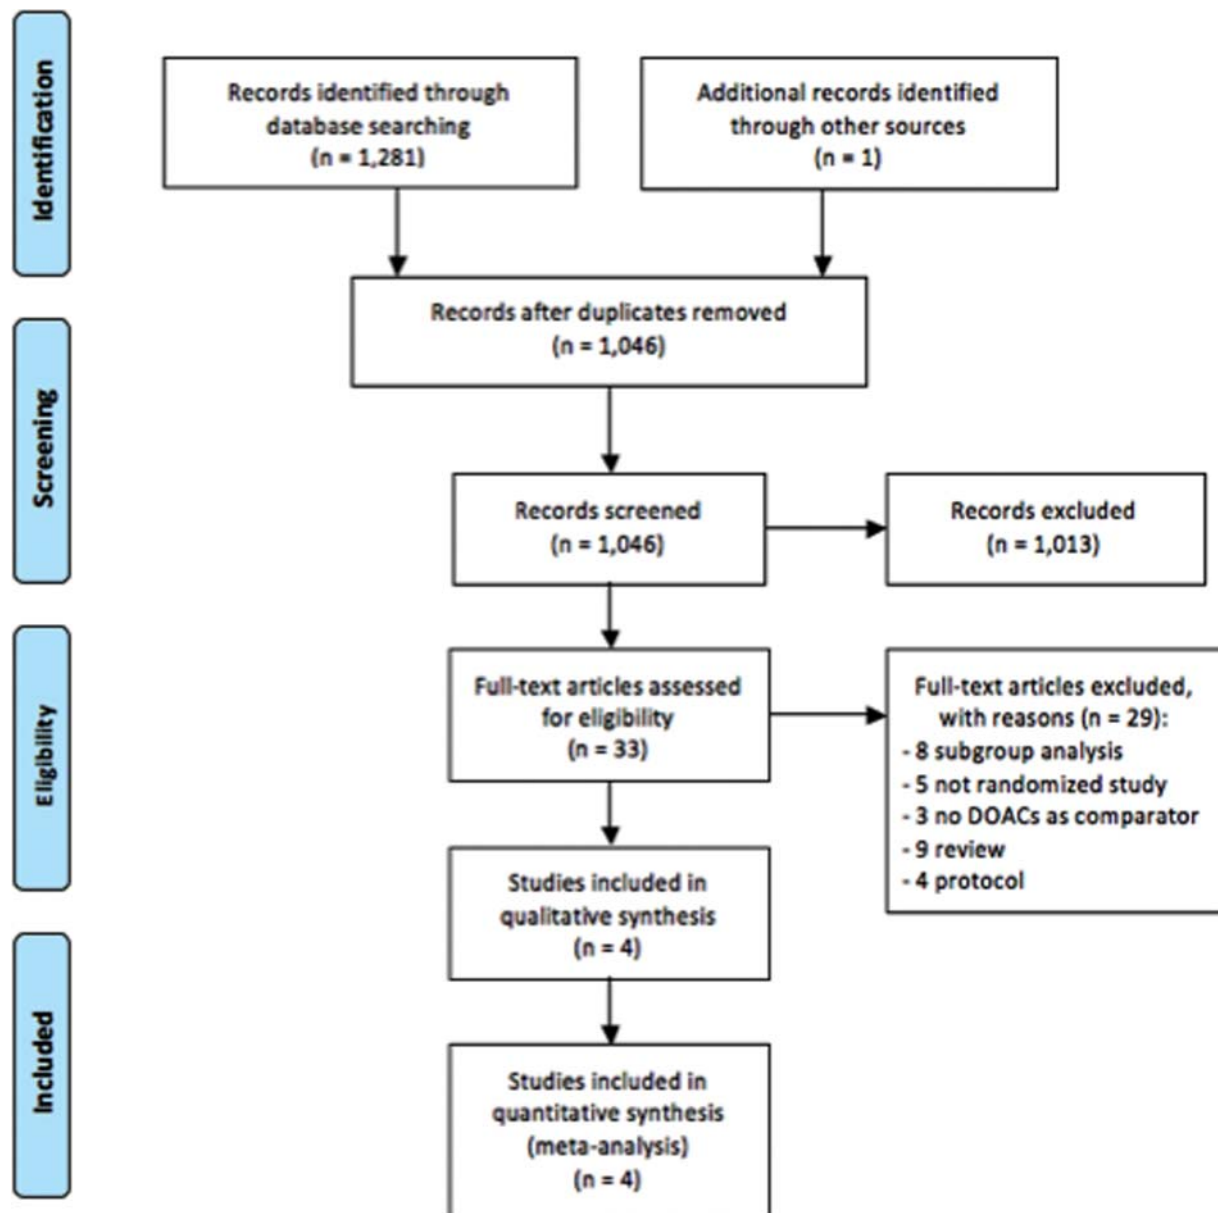 Identification
Records identified through
database searching
(n = 1,281)
Additional records identified
through other sources
(n = 1)
Records after duplicates removed
(n = 1,046)
Screening
Records screened
(n = 1,046)
Records excluded
(n = 1,013)
Eligibility
Full-text articles assessed
for eligibility
(n = 33)
Full-text articles excluded,
with reasons (n = 29):
- 8 subgroup analysis
- 5 not randomized study
- 3 no DOACs as comparator
- 9 review
- 4 protocol
Studies included in
qualitative synthesis
(n = 4)
Included
Studies included in
quantitative synthesis
(meta-analysis)
(n = 4)